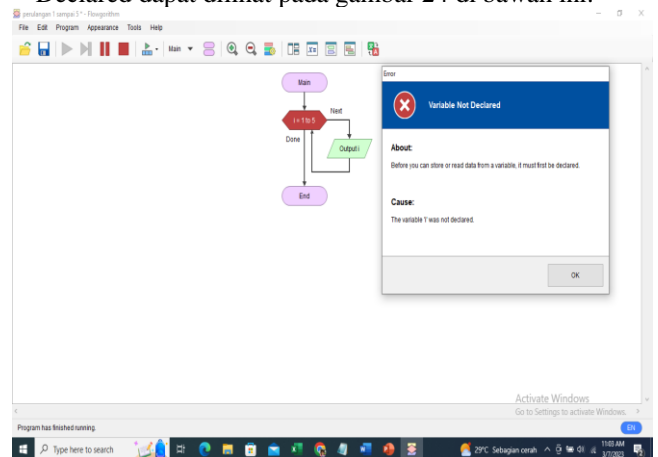 Declared dapat dilihat pada gambar 24 di bawah ini.
perulangan 1 sampai 5 * - Flowgorithm
File Edit Program Appearance Tools Help
Main
Main
i = 1 to 5
Next
Done
Output i
End
Error
Variable Not Declared
About:
Before you can store or read data from a variable, it must first be declared.
Cause:
The variable 'i' was not declared.
OK
Activate Windows
Go to Settings to activate Windows.
Program has finished running.
EN
Type here to search
29°C Sebagian cerah
11:03 AM
3/7/2023